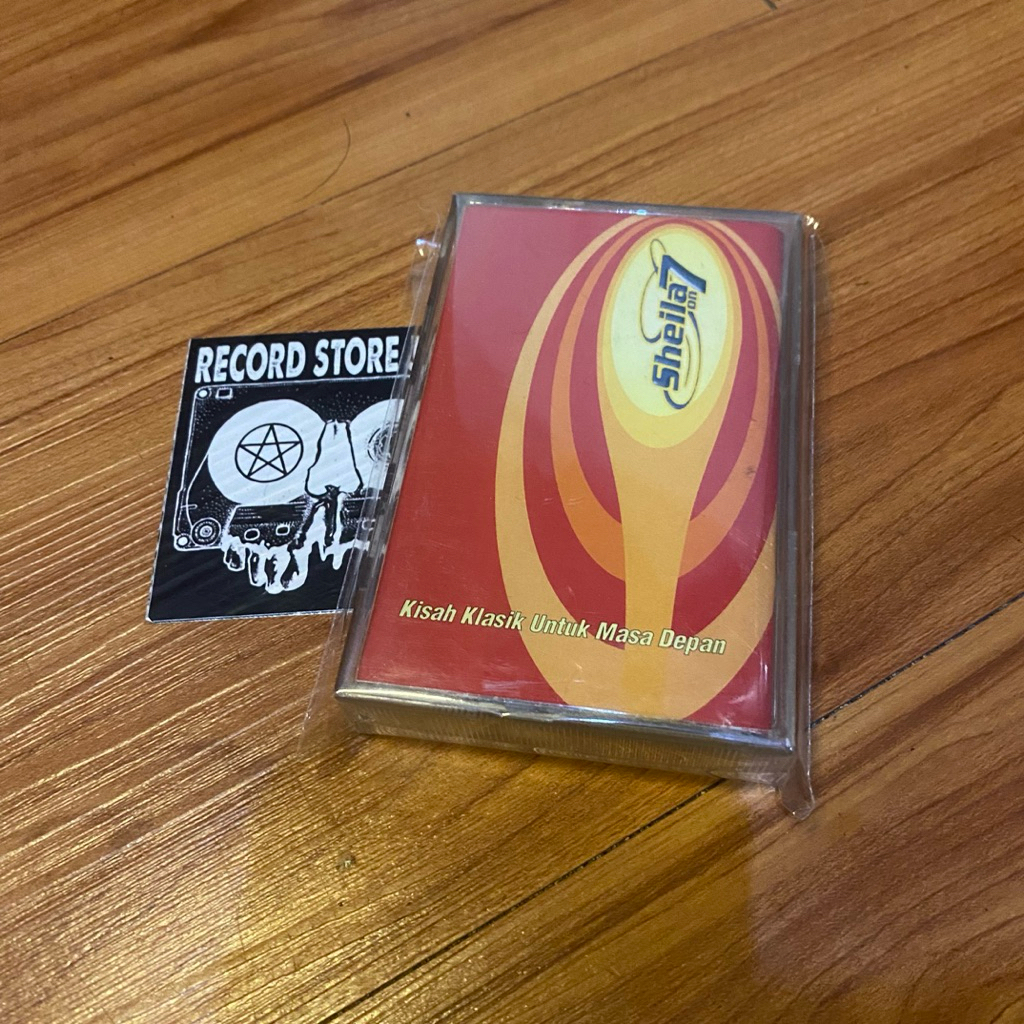 RECORD STORE
Sheila on 7
Kisah Klasik Untuk Masa Depan